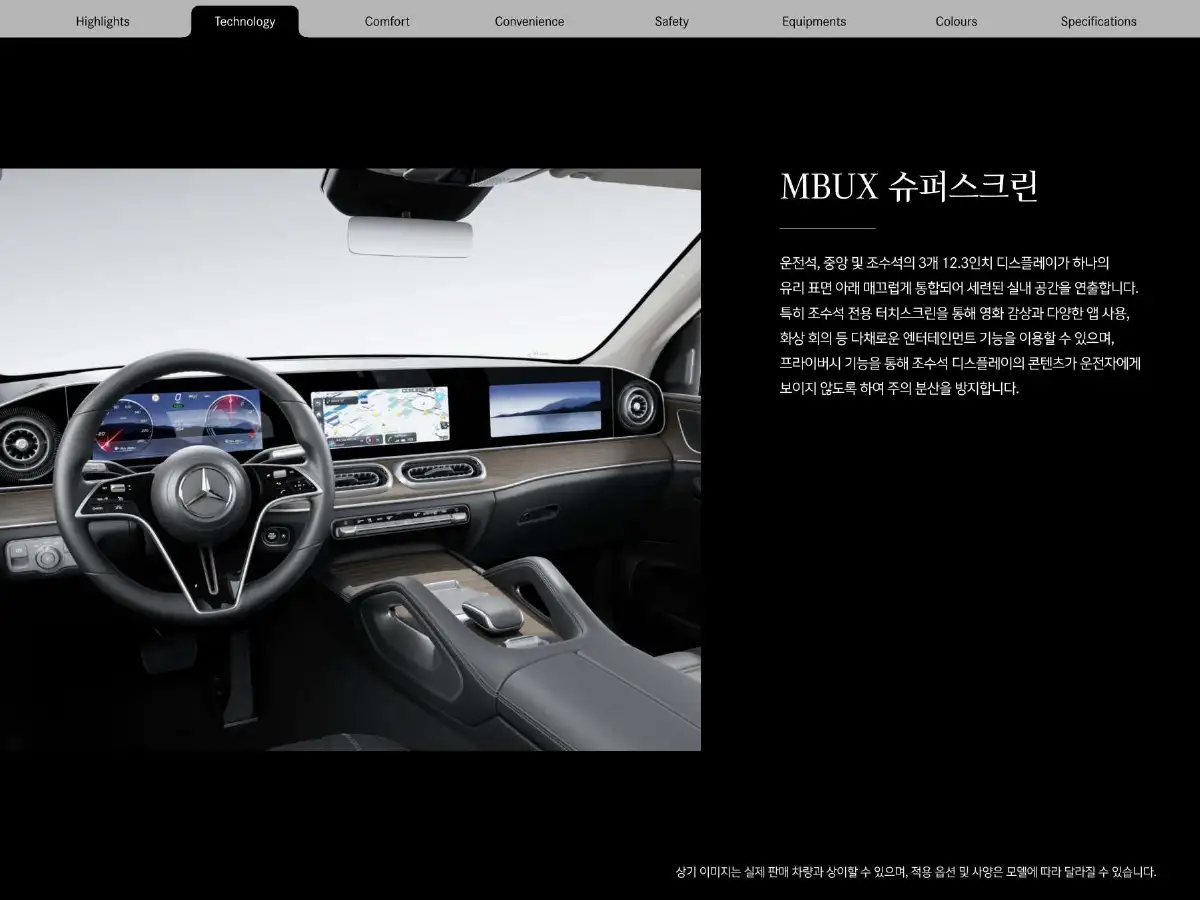 Highlights
Technology
Comfort
Convenience
Safety
Equipments
Colours
Specifications
MBUX 슈퍼스크린
운전석, 중앙 및 조수석의 3개 12.3인치 디스플레이가 하나의
유리 표면 아래 매끄럽게 통합되어 세련된 실내 공간을 연출합니다.
특히 조수석 전용 터치스크린을 통해 영화 감상과 다양한 앱 사용,
화상 회의 등 다채로운 엔터테인먼트 기능을 이용할 수 있으며,
프라이버시 기능을 통해 조수석 디스플레이의 콘텐츠가 운전자에게
보이지 않도록 하여 주의 분산을 방지합니다.
상기 이미지는 실제 판매 차량과 상이할 수 있으며, 적용 옵션 및 사양은 모델에 따라 달라질 수 있습니다.